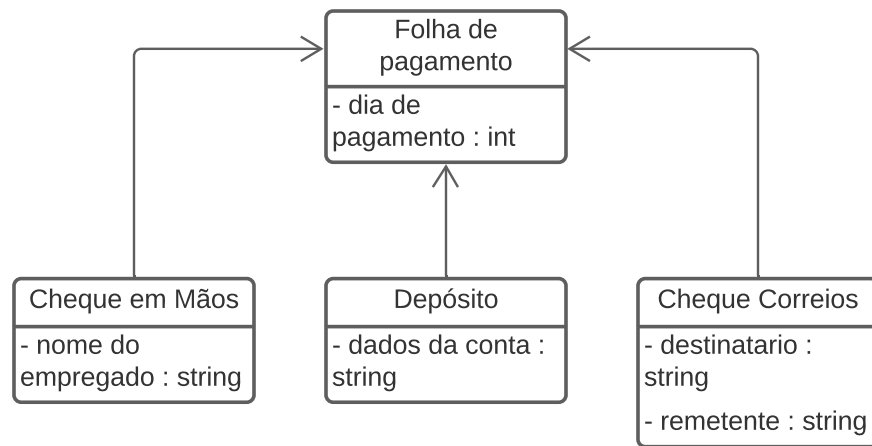 Folha de
pagamento
- dia de
pagamento : int
Cheque em Mãos
- nome do
empregado : string
Depósito
- dados da conta :
string
Cheque Correios
- destinatario :
string
- remetente : string